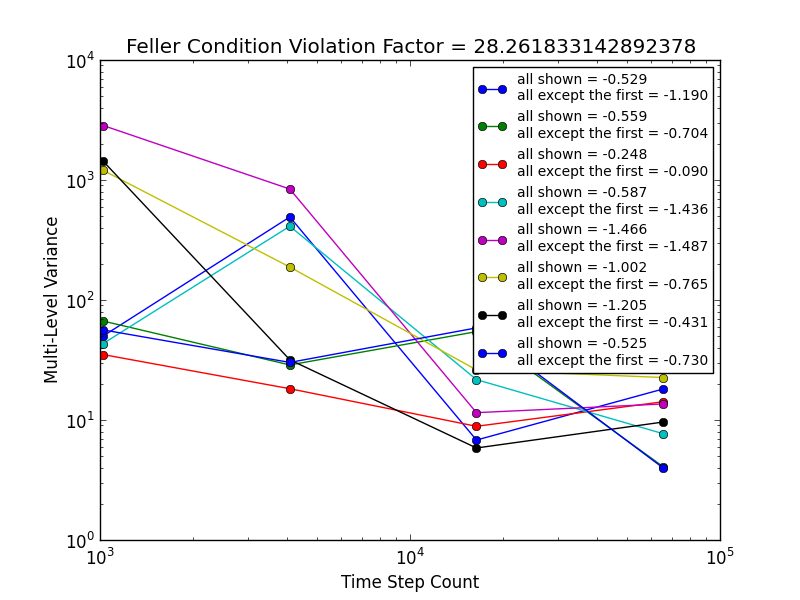 Feller Condition Violation Factor = 28.261833142892378
10^4
10^3
10^2
10^1
10^0
Multi-Level Variance
all shown = -0.529
all except the first = -1.190
all shown = -0.559
all except the first = -0.704
all shown = -0.248
all except the first = -0.090
all shown = -0.587
all except the first = -1.436
all shown = -1.466
all except the first = -1.487
all shown = -1.002
all except the first = -0.765
all shown = -1.205
all except the first = -0.431
all shown = -0.525
all except the first = -0.730
10^3
10^4
10^5
Time Step Count